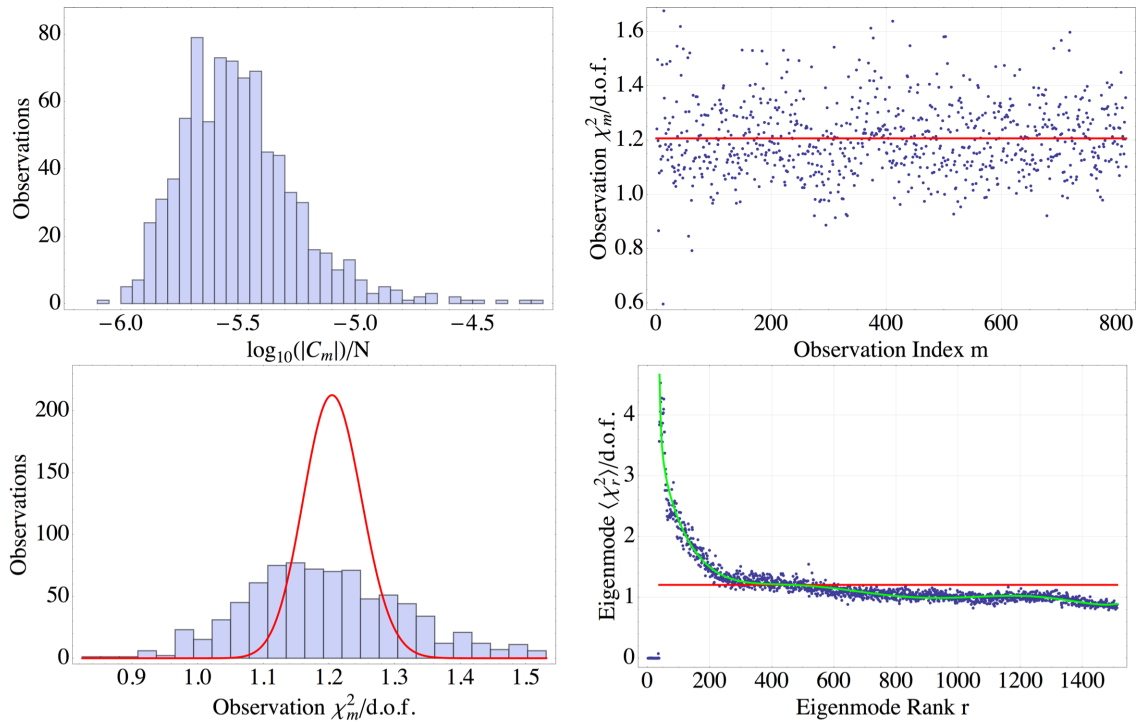 80
60
40
20
0
Observations
−6.0 −5.5 −5.0 −4.5
log₁₀(|Cₘ|)/N
1.6
1.4
1.2
1.0
0.8
0.6
Observation χ²ₘ/d.o.f.
0 200 400 600 800
Observation Index m
200
150
100
50
0
Observations
0.9 1.0 1.1 1.2 1.3 1.4 1.5
Observation χ²ₘ/d.o.f.
4
3
2
1
0
Eigenmode ⟨χ²ᵣ⟩/d.o.f.
0 200 400 600 800 1000 1200 1400
Eigenmode Rank r